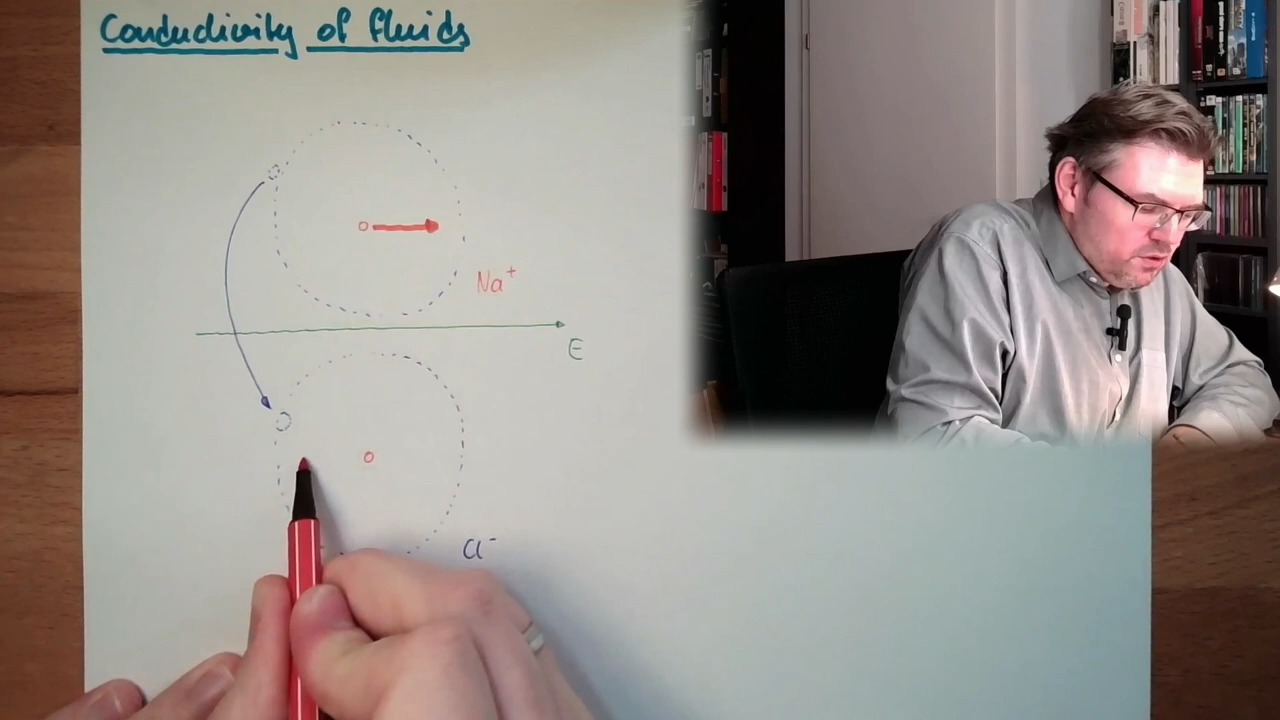 Conductivity of fluids
Na⁺
E
Cl⁻